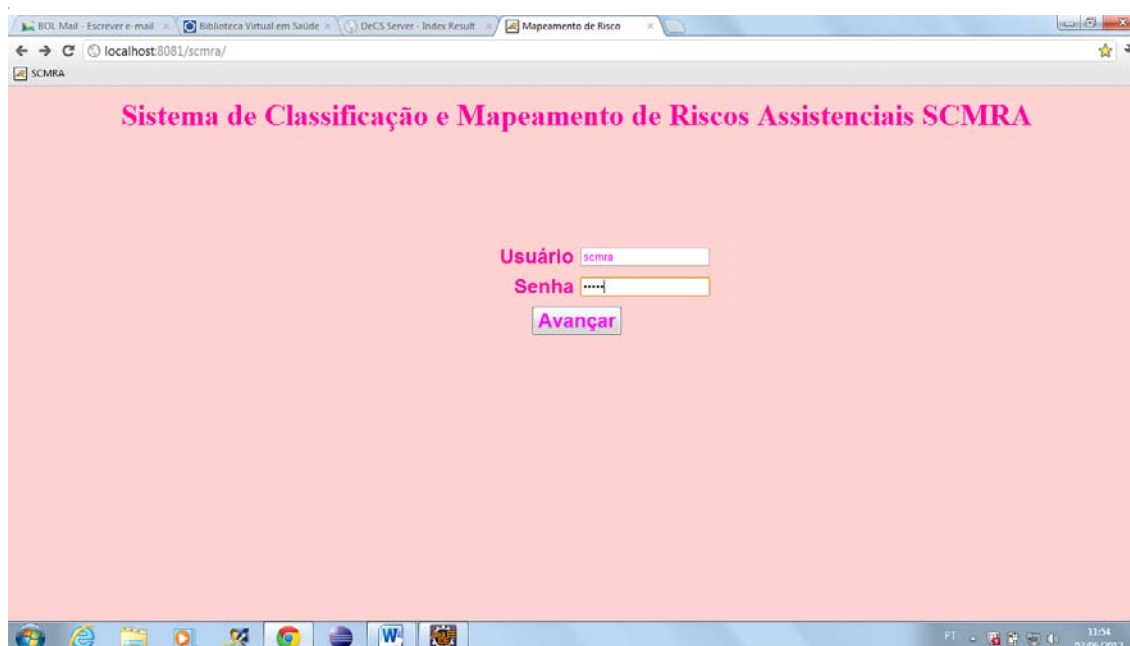 BOL Mail - Escrever e-mail
Biblioteca Virtual em Saúde
DeCS Server - Index Result
Mapeamento de Risco
localhost:8081/scmra/
SCMRA
Sistema de Classificação e Mapeamento de Riscos Assistenciais SCMRA
Usuário scmra
Senha •••••
Avançar
PT
11:54